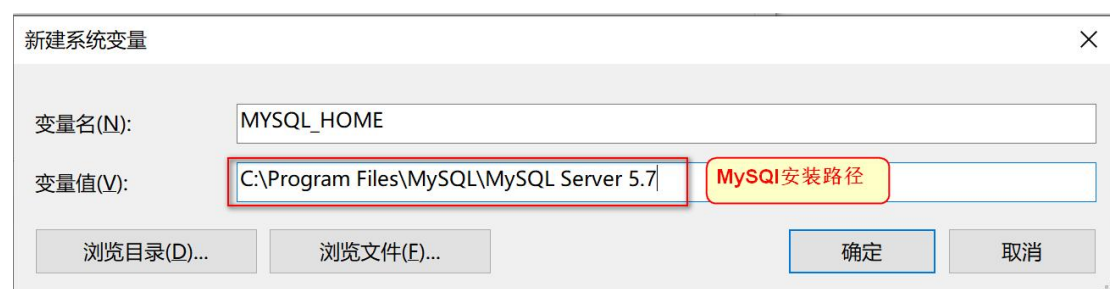 新建系统变量
变量名(N):
MYSQL_HOME
变量值(V):
C:\Program Files\MySQL\MySQL Server 5.7
MySQl安装路径
浏览目录(D)...
浏览文件(F)...
确定
取消